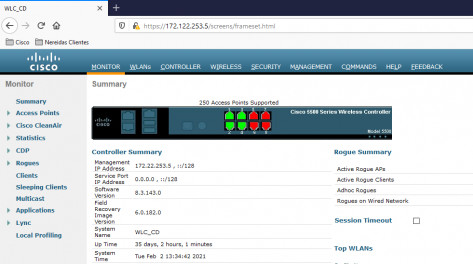 WLC_CD
https://172.122.253.5/screens/frameset.html
Cisco Nereidas Clientes
CISCO
MONITOR WLANs CONTROLLER WIRELESS SECURITY MANAGEMENT COMMANDS HELP FEEDBACK
Monitor
Summary
Access Points
Cisco CleanAir
Statistics
CDP
Rogues
Clients
Sleeping Clients
Multicast
Applications
Lync
Local Profiling
Summary
250 Access Points Supported
Cisco 5500 Series Wireless Controller
Model 5508
Controller Summary
Management IP Address 172.22.253.5 , ::/128
Service Port IP Address 0.0.0.0 , ::/128
Software Version 8.3.143.0
Field Recovery Image Version 6.0.182.0
System Name WLC_CD
Up Time 35 days, 2 hours, 1 minutes
System Time Tue Feb 2 13:34:42 2021
Rogue Summary
Active Rogue APs
Active Rogue Clients
Adhoc Rogues
Rogues on Wired Network
Session Timeout
Top WLANs